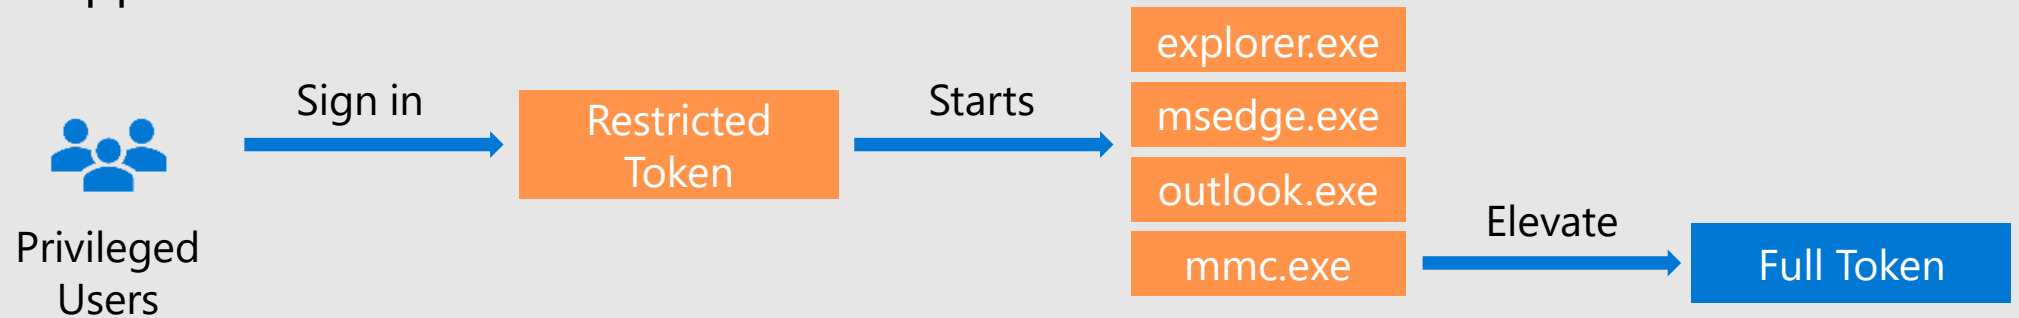 explorer.exe
Sign in
Starts
Restricted
Token
msedge.exe
outlook.exe
Elevate
Privileged
Users
mmc.exe
Full Token